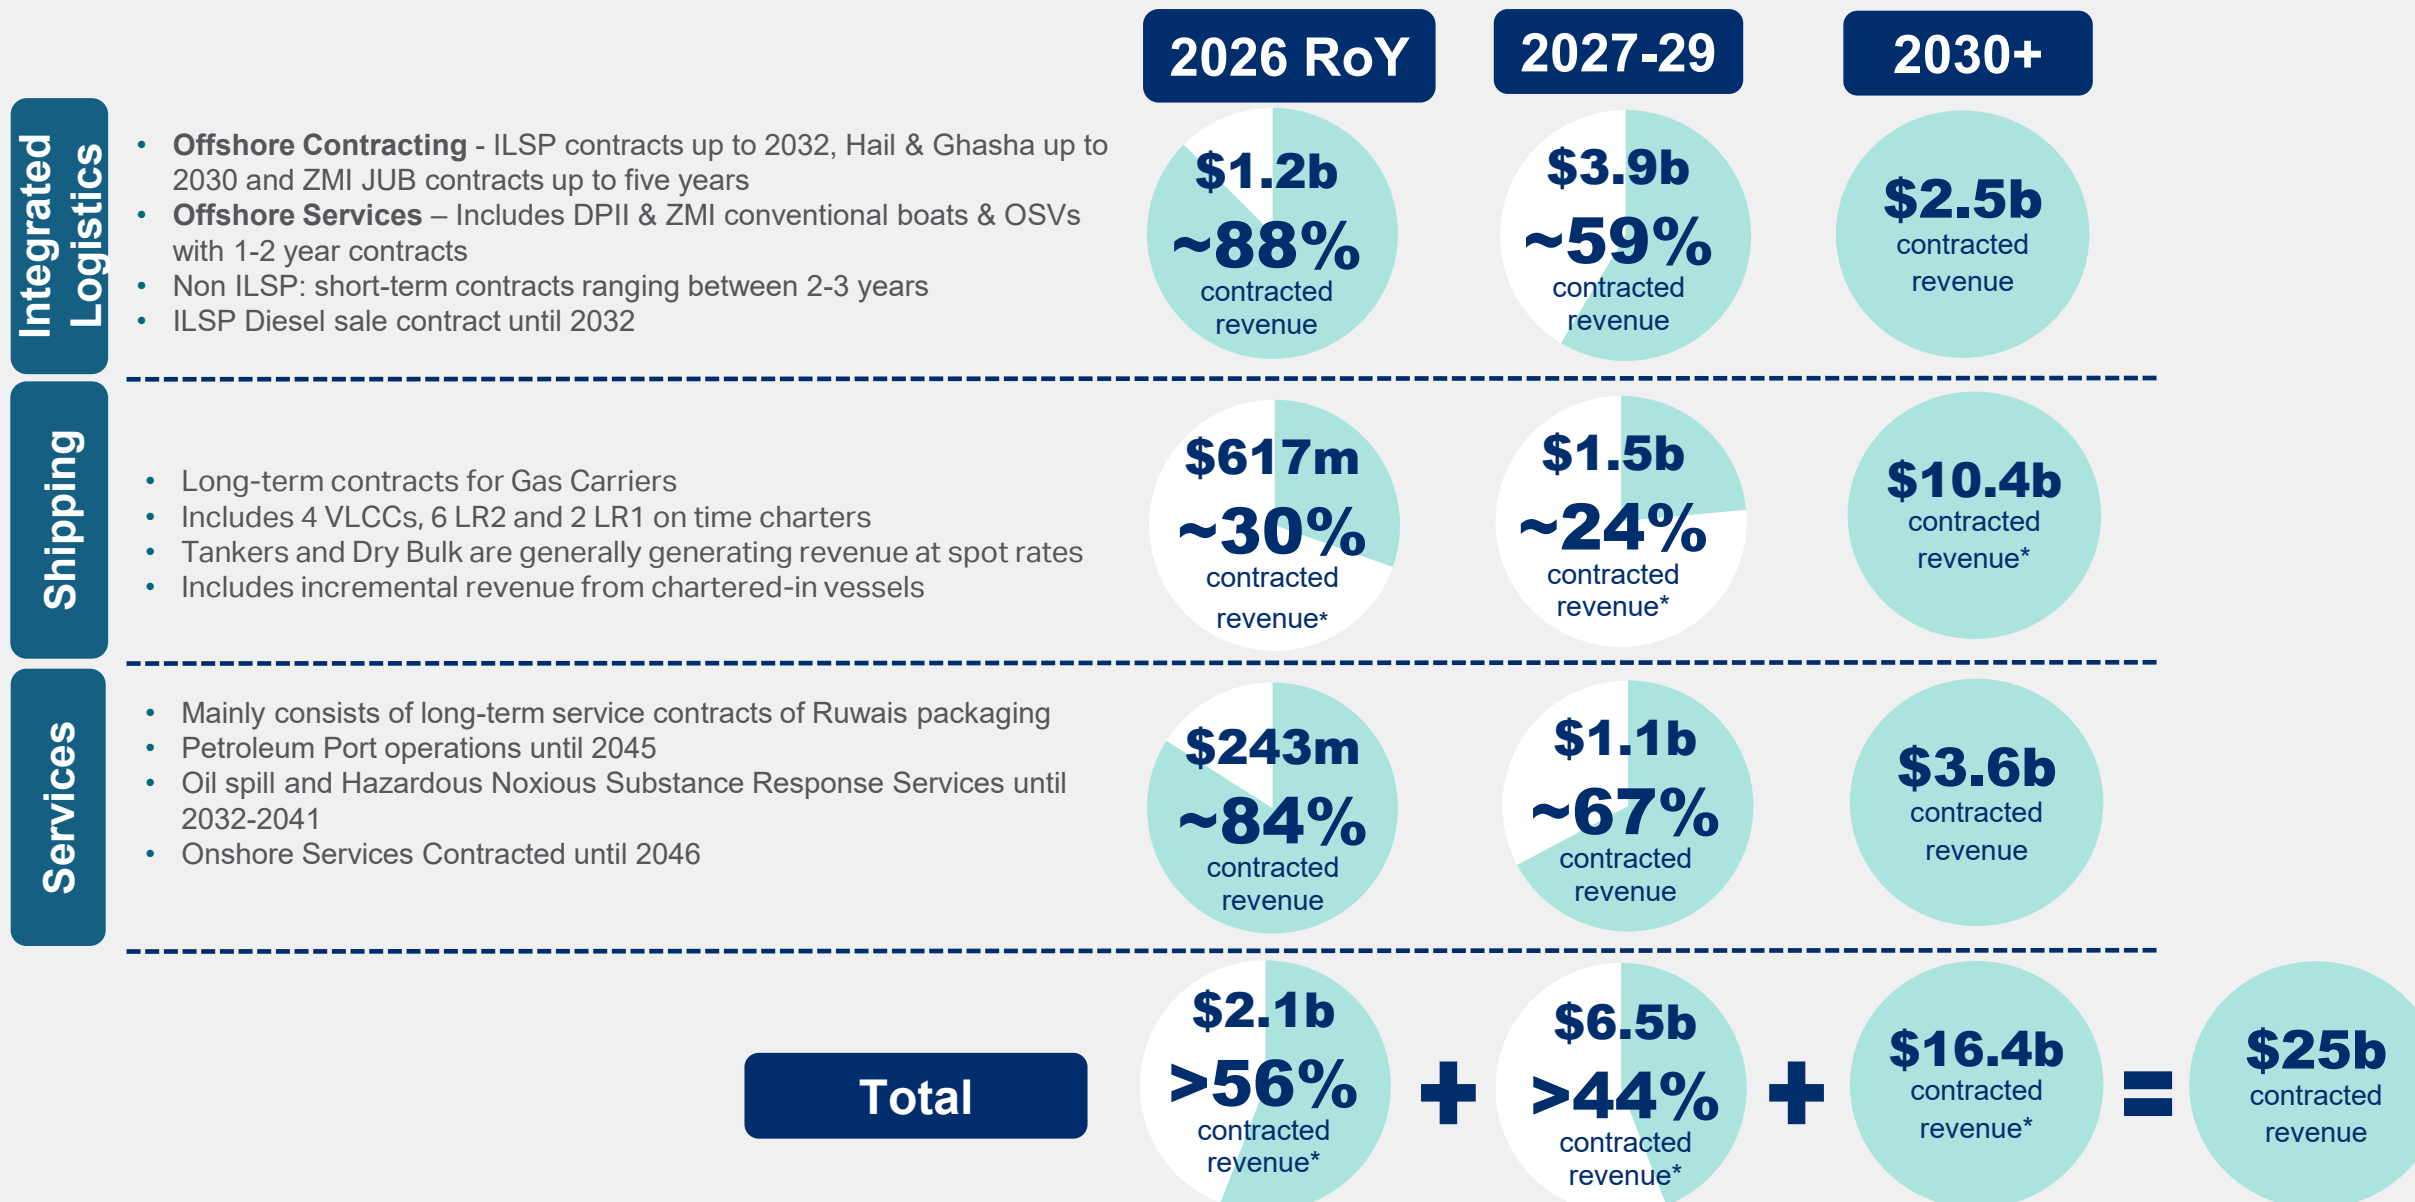 2026 RoY
2027-29
2030+
Integrated
Logistics
• Offshore Contracting - ILSP contracts up to 2032, Hail & Ghasha up to
2030 and ZMI JUB contracts up to five years
• Offshore Services – Includes DPII & ZMI conventional boats & OSVs
with 1-2 year contracts
• Non ILSP: short-term contracts ranging between 2-3 years
• ILSP Diesel sale contract until 2032
$1.2b
~88%
contracted
revenue
$3.9b
~59%
contracted
revenue
$2.5b
contracted
revenue
Shipping
• Long-term contracts for Gas Carriers
• Includes 4 VLCCs, 6 LR2 and 2 LR1 on time charters
• Tankers and Dry Bulk are generally generating revenue at spot rates
• Includes incremental revenue from chartered-in vessels
$617m
~30%
contracted
revenue*
$1.5b
~24%
contracted
revenue*
$10.4b
contracted
revenue*
Services
• Mainly consists of long-term service contracts of Ruwais packaging
• Petroleum Port operations until 2045
• Oil spill and Hazardous Noxious Substance Response Services until
2032-2041
• Onshore Services Contracted until 2046
$243m
~84%
contracted
revenue
$1.1b
~67%
contracted
revenue
$3.6b
contracted
revenue
Total
$2.1b
>56%
contracted
revenue*
+
$6.5b
>44%
contracted
revenue*
+
$16.4b
contracted
revenue*
=
$25b
contracted
revenue